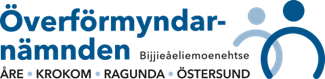 Överförmyndar-
nämnden Bijjieåeliemoenehtse
ÅRE • KROKOM • RAGUNDA • ÖSTERSUND